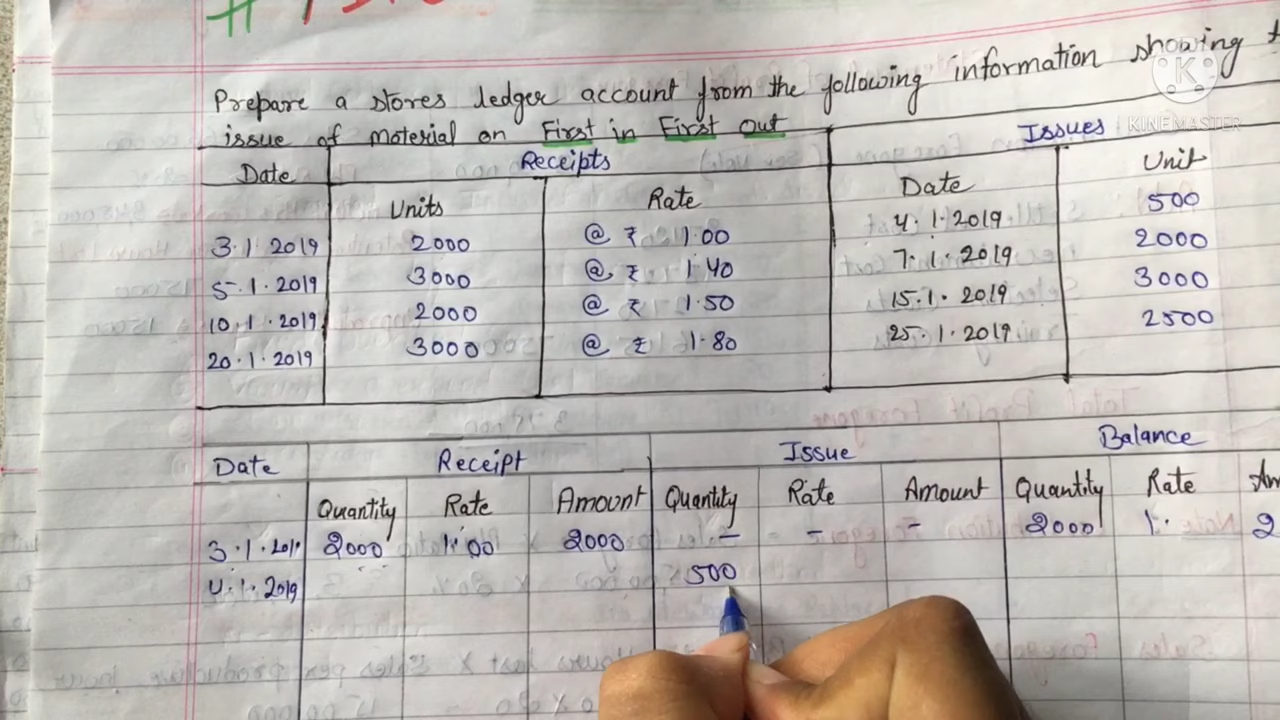 Prepare a stores ledger account from the following information showing
issue of material on First in First Out
Date Receipts Issues
Units Rate Date Unit
3.1.2019 2000 @ ₹ 1.00 4.1.2019 500
5.1.2019 3000 @ ₹ 1.40 7.1.2019 2000
10.1.2019 2000 @ ₹ 1.50 15.1.2019 3000
20.1.2019 3000 @ ₹ 1.80 25.1.2019 2500
Date Receipt Issue Balance
Quantity Rate Amount Quantity Rate Amount Quantity Rate
3.1.2019 2000 1.00 2000 - - - 2000 1. 2
4.1.2019 500
K
KINEMASTER